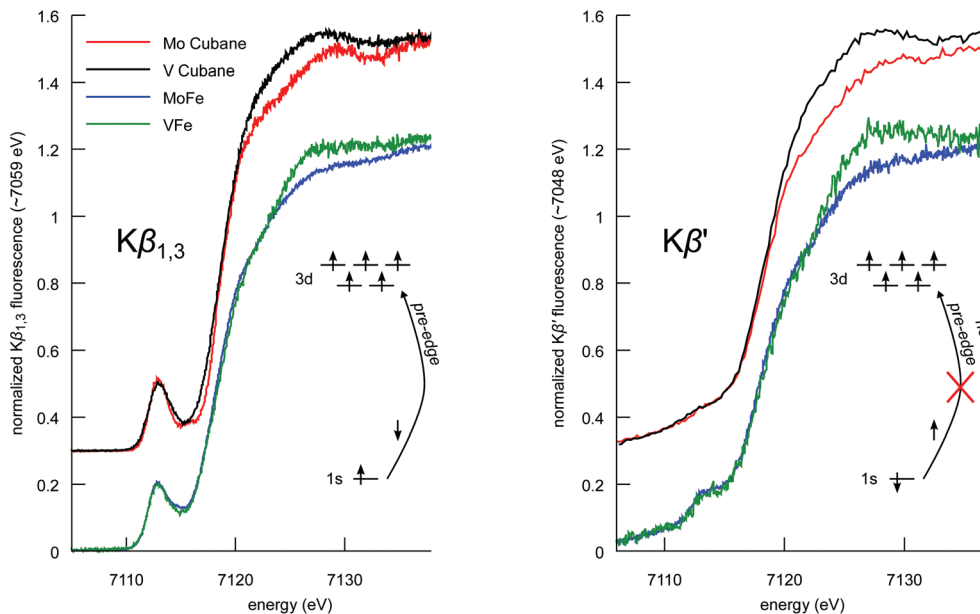 normalized Kβ1,3 fluorescence (~7059 eV)
1.6
1.4
1.2
1
0.8
0.6
0.4
0.2
0
Mo Cubane
V Cubane
MoFe
VFe
Kβ1,3
3d
pre-edge
1s
7110
7120
7130
energy (eV)
normalized Kβ' fluorescence (~7048 eV)
1.6
1.4
1.2
1
0.8
0.6
0.4
0.2
0
Kβ'
3d
pre-edge
1s
7110
7120
7130
energy (eV)